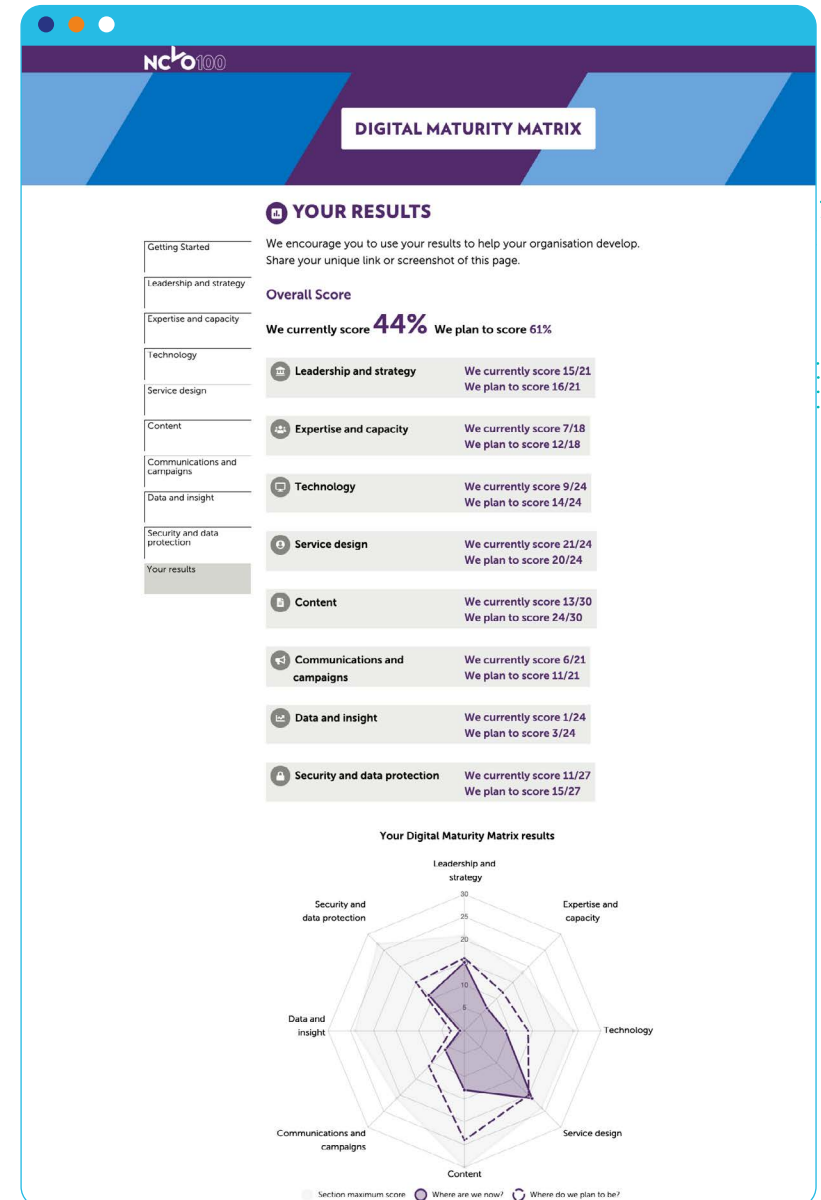 NCVO100
DIGITAL MATURITY MATRIX
YOUR RESULTS
We encourage you to use your results to help your organisation develop.
Share your unique link or screenshot of this page.
Getting Started
Leadership and strategy
Expertise and capacity
Technology
Service design
Content
Communications and
campaigns
Data and insight
Security and data
protection
Your results
Overall Score
We currently score 44% We plan to score 61%
Leadership and strategy
We currently score 15/21
We plan to score 16/21
Expertise and capacity
We currently score 7/18
We plan to score 12/18
Technology
We currently score 9/24
We plan to score 14/24
Service design
We currently score 21/24
We plan to score 20/24
Content
We currently score 13/30
We plan to score 24/30
Communications and
campaigns
We currently score 6/21
We plan to score 11/21
Data and insight
We currently score 1/24
We plan to score 3/24
Security and data protection
We currently score 11/27
We plan to score 15/27
Your Digital Maturity Matrix results
Leadership and
strategy
30
Security and
data protection
Expertise and
capacity
25
20
10
5
Data and
insight
Technology
Communications and
campaigns
Service design
Content
Section maximum score Where are we now? Where do we plan to be?